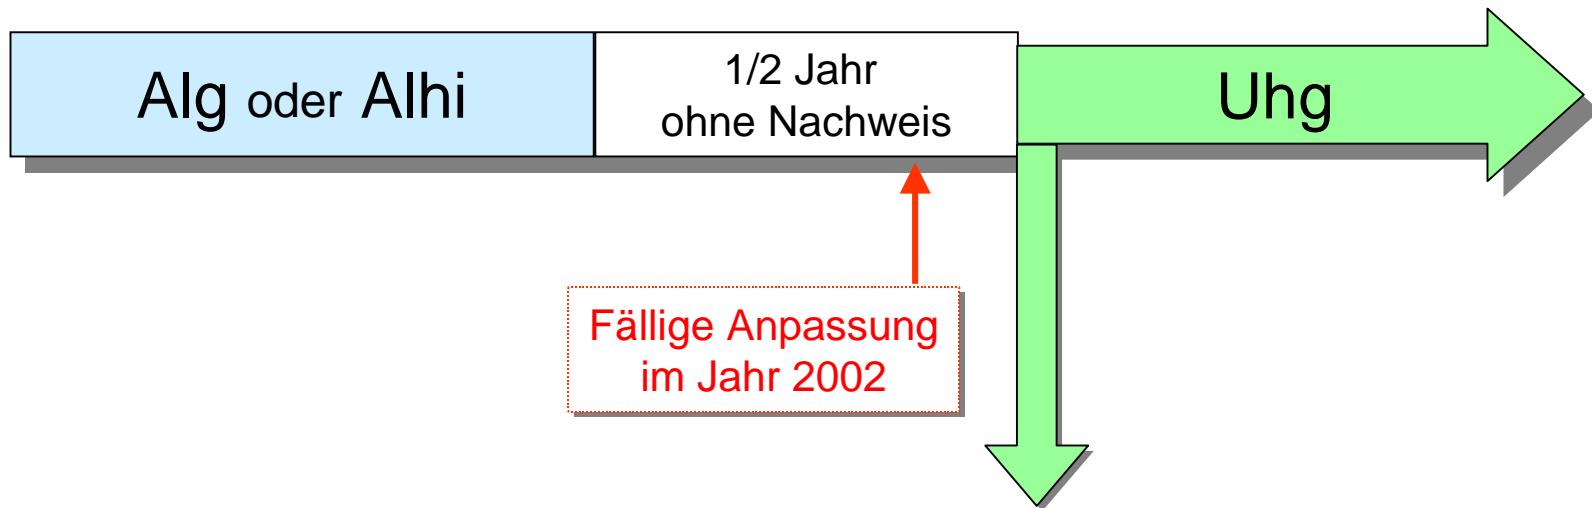 Alg oder Alhi
1/2 Jahr
ohne Nachweis
Uhg
Fällige Anpassung
im Jahr 2002